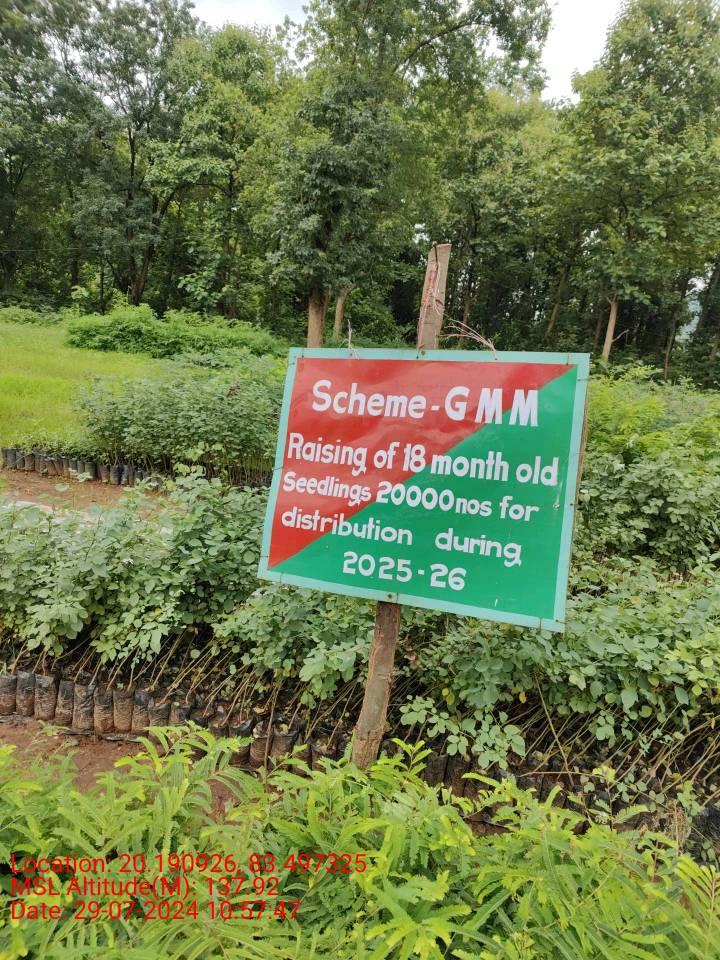 Scheme-GMM
Raising of 18 month old
Seedlings 20000nos for
distribution during
2025-26
Location: 20.190926, 83.497325
MSL Altitude(M): 137.92
Date: 29-07-2024 10:57:47